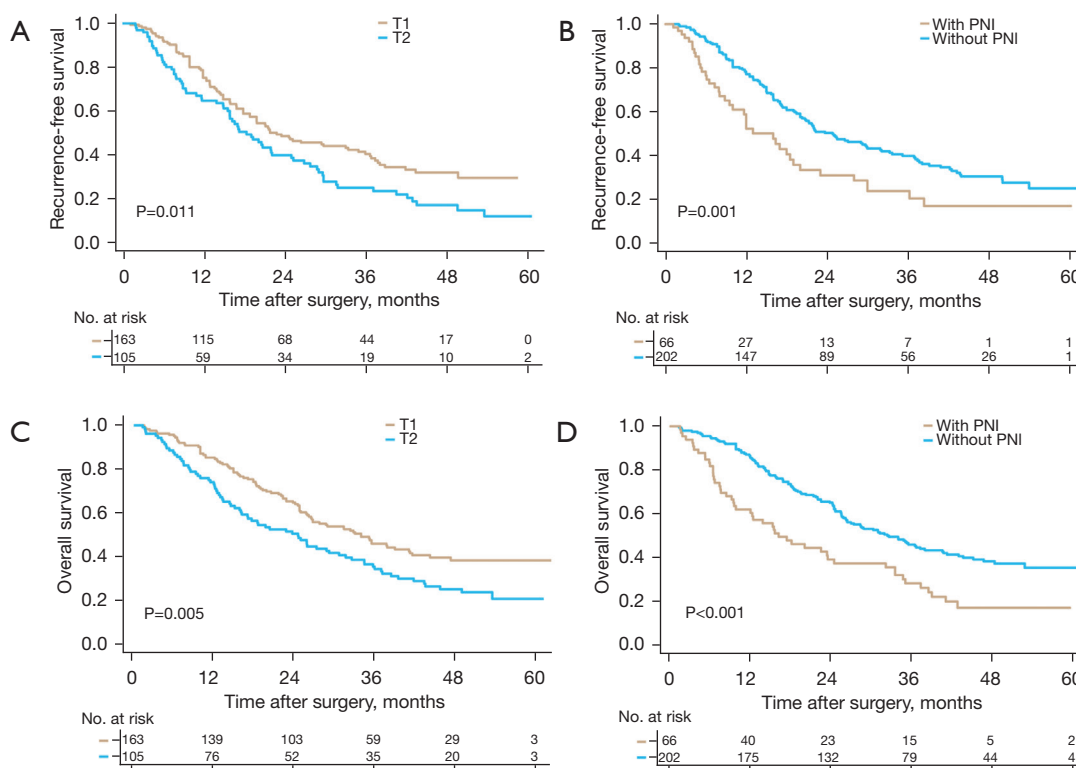 A
Recurrence-free survival
1.0
0.8
0.6
0.4
0.2
0.0
T1
T2
P=0.011
0 12 24 36 48 60
Time after surgery, months
No. at risk
163 115 68 44 17 0
105 59 34 19 10 2
B
Recurrence-free survival
1.0
0.8
0.6
0.4
0.2
0.0
With PNI
Without PNI
P=0.001
0 12 24 36 48 60
Time after surgery, months
No. at risk
66 27 13 7 1 1
202 147 89 56 26 1
C
Overall survival
1.0
0.8
0.6
0.4
0.2
0.0
T1
T2
P=0.005
0 12 24 36 48 60
Time after surgery, months
No. at risk
163 139 103 59 29 3
105 76 52 35 20 3
D
Overall survival
1.0
0.8
0.6
0.4
0.2
0.0
With PNI
Without PNI
P<0.001
0 12 24 36 48 60
Time after surgery, months
No. at risk
66 40 23 15 5 2
202 175 132 79 44 4